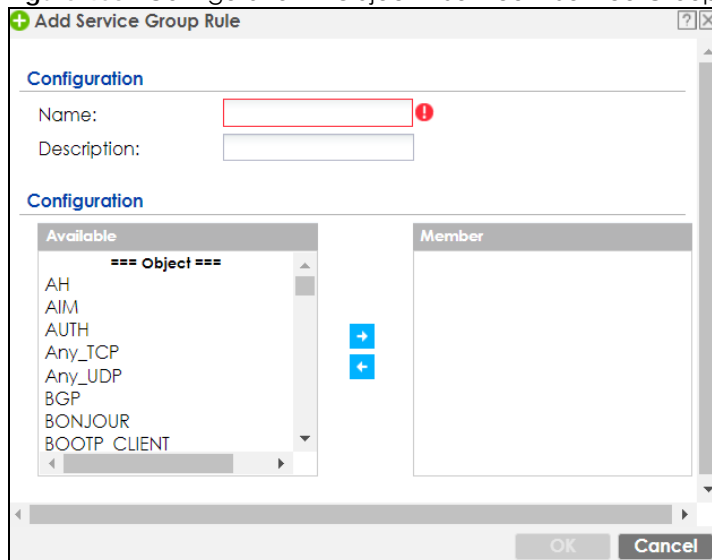 Add Service Group Rule
Configuration
Name:
Description:
Configuration
Available
Member
=== Object ===
AH
AIM
AUTH
Any_TCP
Any_UDP
BGP
BONJOUR
BOOTP_CLIENT
OK
Cancel